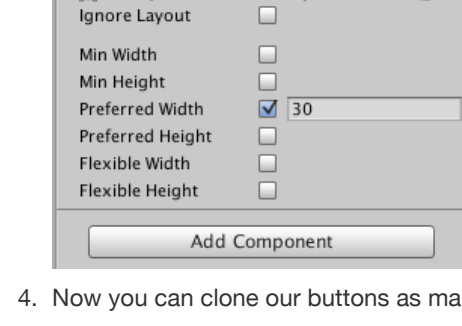 Ignore Layout
Min Width
Min Height
Preferred Width 30
Preferred Height
Flexible Width
Flexible Height
Add Component
4. Now you can clone our buttons as ma